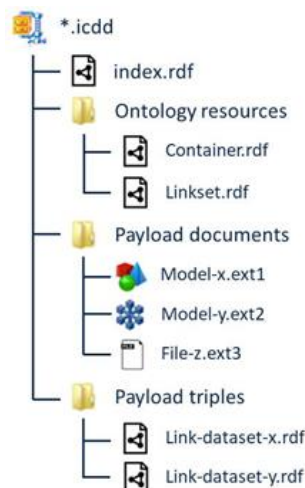 *.icdd
index.rdf
Ontology resources
Container.rdf
Linkset.rdf
Payload documents
Model-x.ext1
Model-y.ext2
File-z.ext3
Payload triples
Link-dataset-x.rdf
Link-dataset-y.rdf